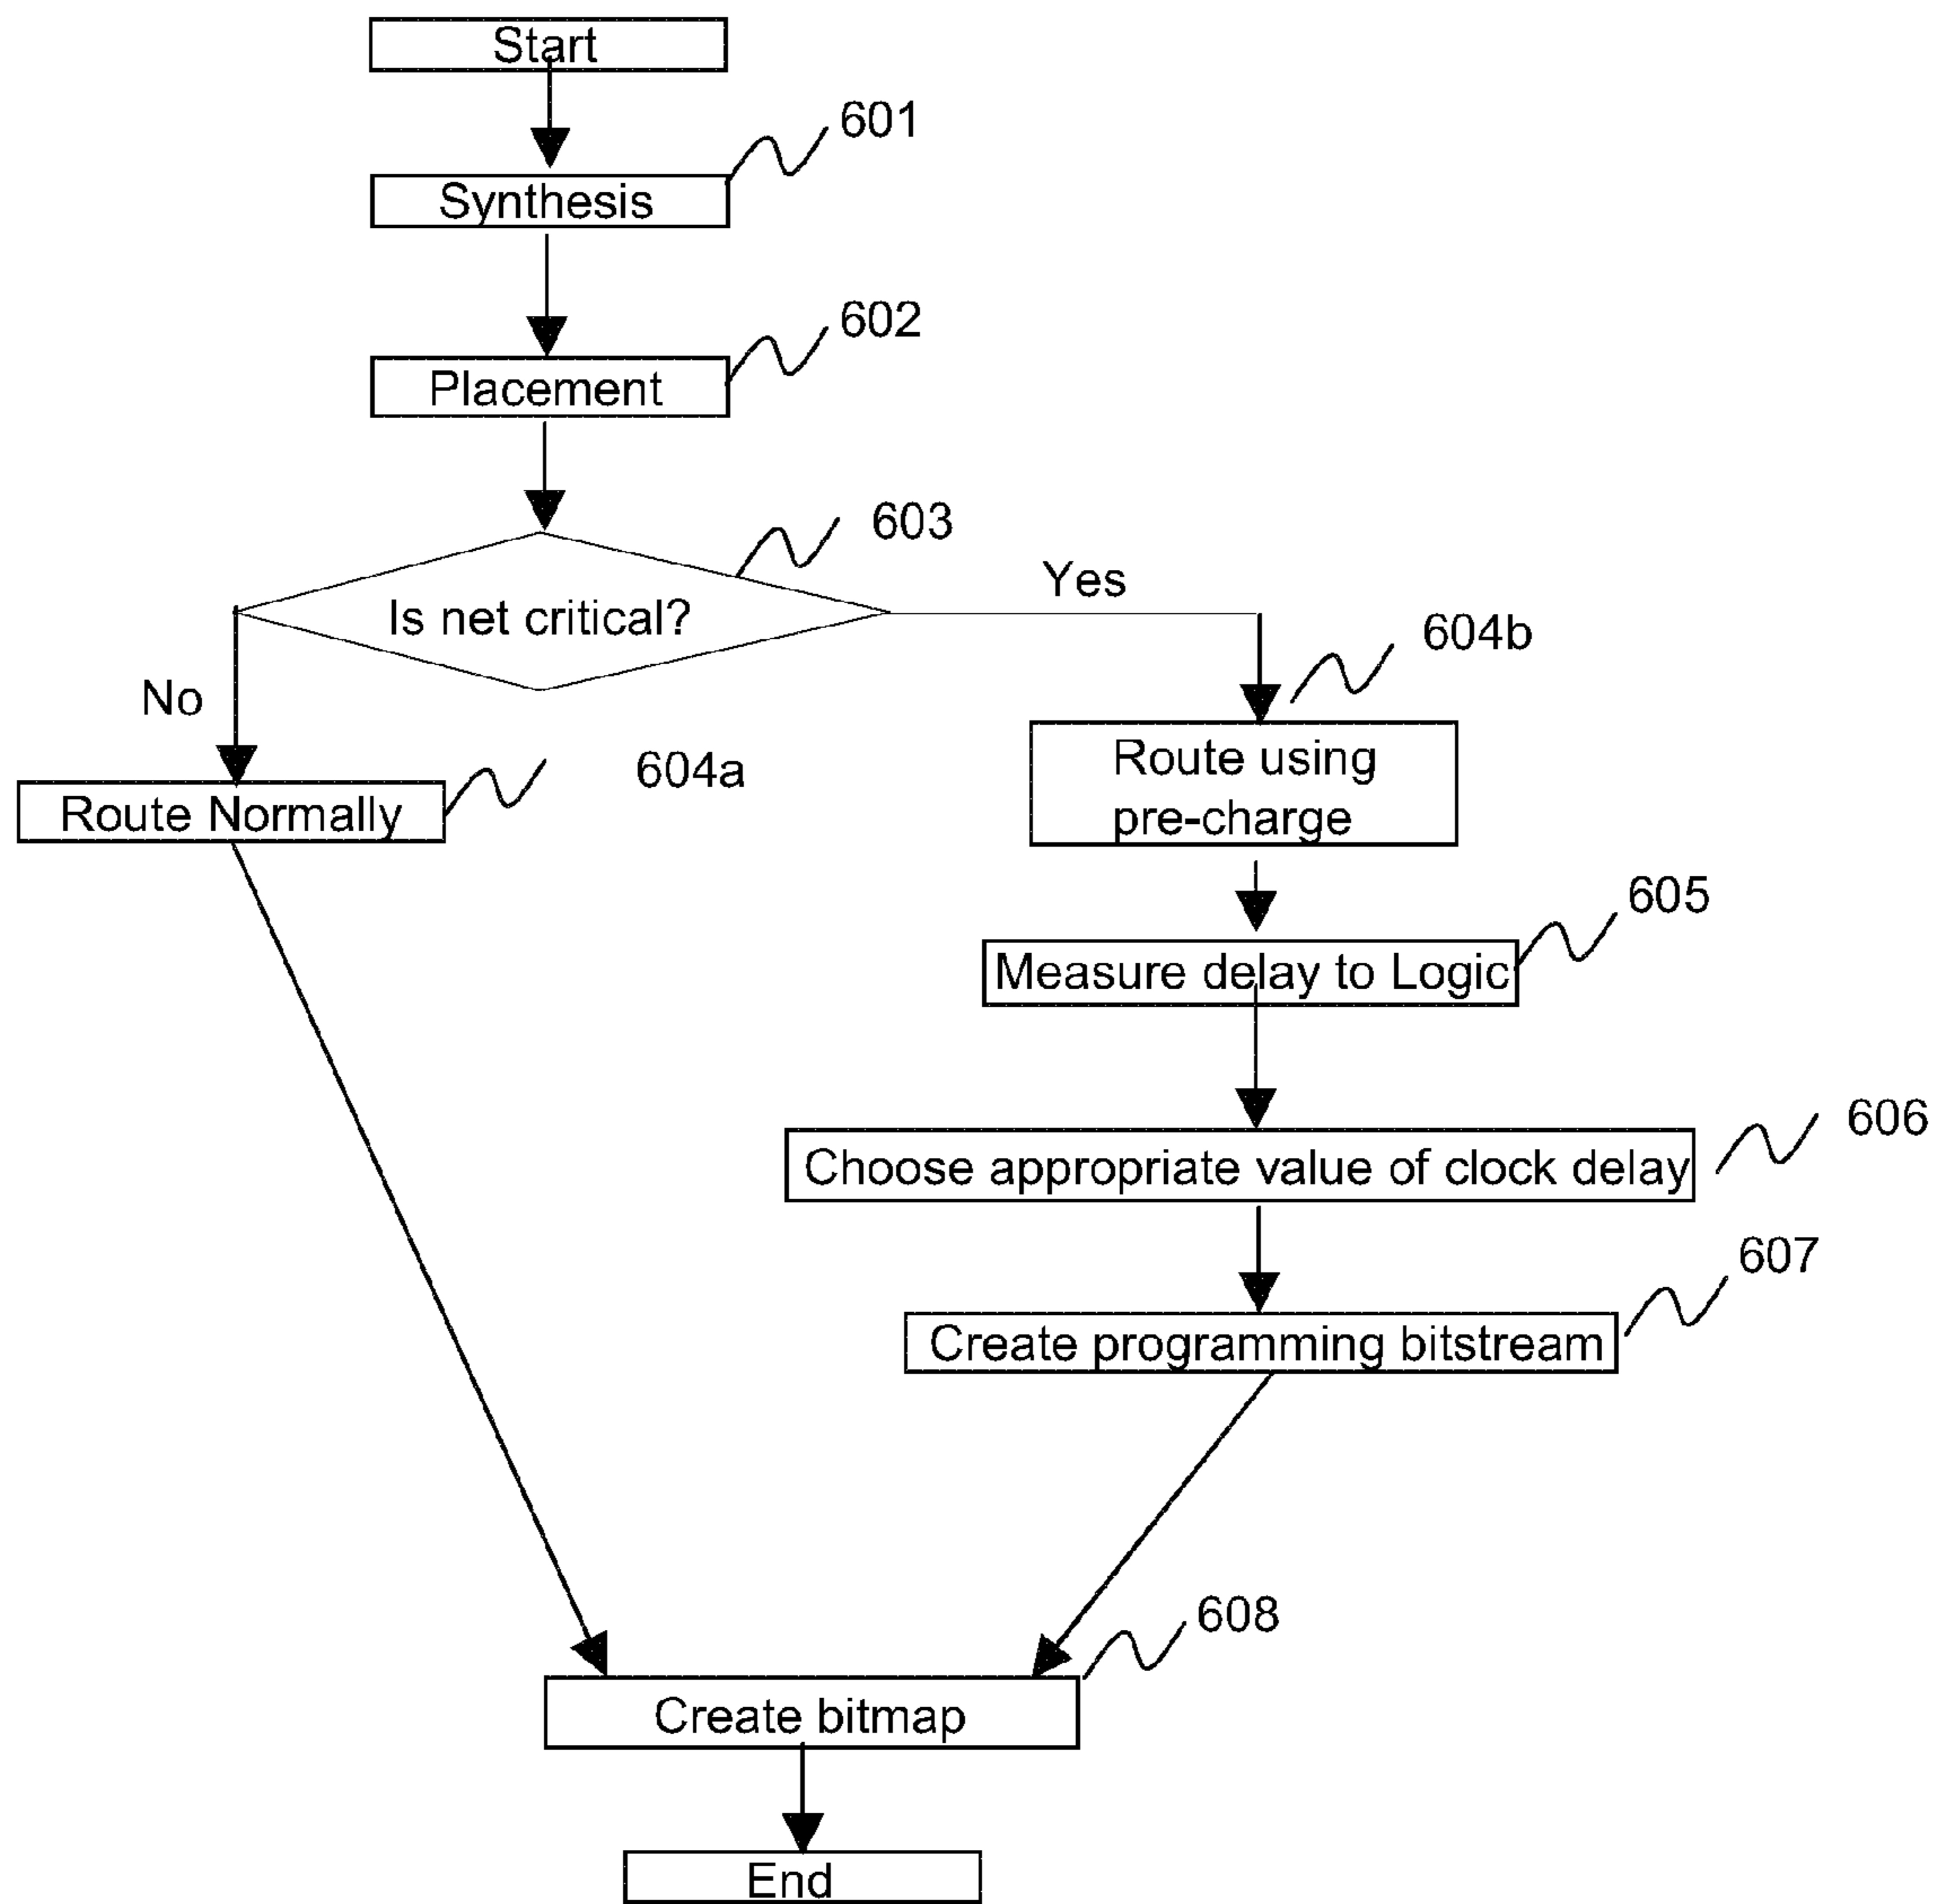 Start
601
Synthesis
602
Placement
603
Is net critical?
Yes
No
604b
Route using
pre-charge
604a
Route Normally
605
Measure delay to Logic
606
Choose appropriate value of clock delay
607
Create programming bitstream
608
Create bitmap
End